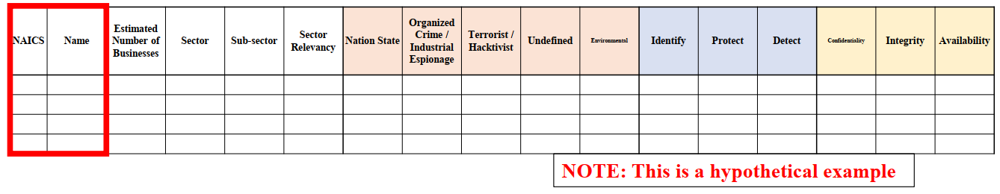 NAICS
Name
Estimated
Number of
Businesses
Sector
Sub-sector
Sector
Relevancy
Nation State
Organized
Crime /
Industrial
Espionage
Terrorist /
Hacktivist
Undefined
Environmental
Identify
Protect
Detect
Confidentiality
Integrity
Availability
NOTE: This is a hypothetical example